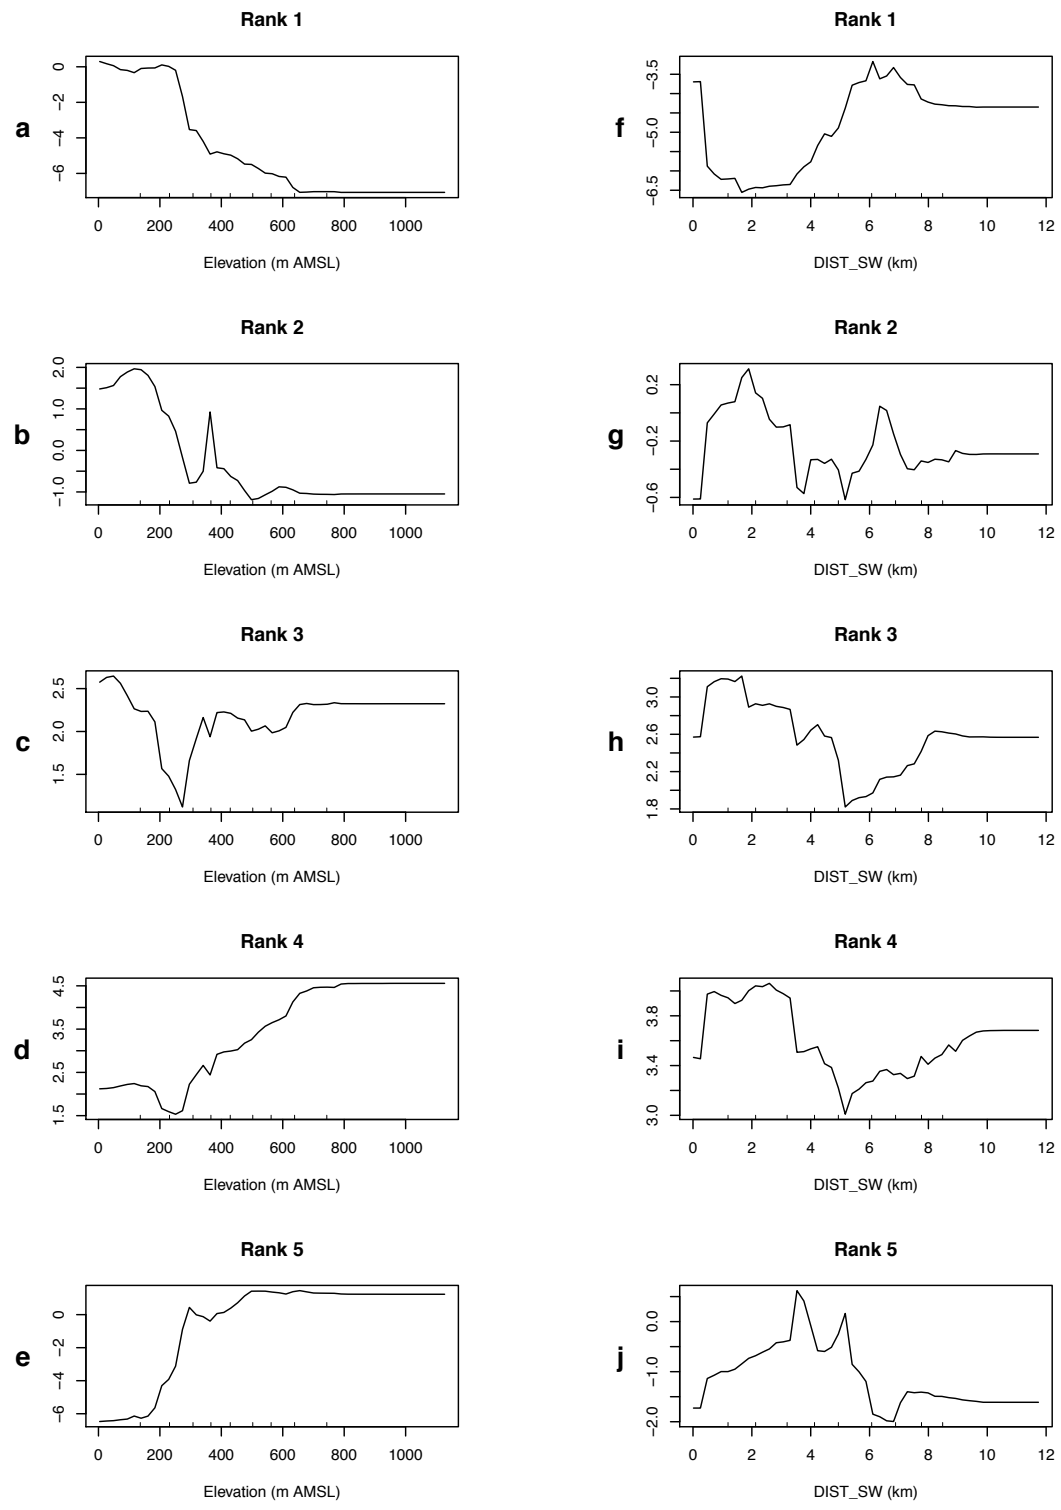 Rank 1
a
0
−2
−4
−6
0 200 400 600 800 1000
Elevation (m AMSL)
Rank 1
f
−3.5
−5.0
−6.5
0 2 4 6 8 10 12
DIST_SW (km)
Rank 2
b
2.0
1.0
0.0
−1.0
0 200 400 600 800 1000
Elevation (m AMSL)
Rank 2
g
0.2
−0.2
−0.6
0 2 4 6 8 10 12
DIST_SW (km)
Rank 3
c
2.5
2.0
1.5
0 200 400 600 800 1000
Elevation (m AMSL)
Rank 3
h
3.0
2.6
2.2
1.8
0 2 4 6 8 10 12
DIST_SW (km)
Rank 4
d
4.5
3.5
2.5
1.5
0 200 400 600 800 1000
Elevation (m AMSL)
Rank 4
i
3.8
3.4
3.0
0 2 4 6 8 10 12
DIST_SW (km)
Rank 5
e
0
−2
−4
−6
0 200 400 600 800 1000
Elevation (m AMSL)
Rank 5
j
0.0
−1.0
−2.0
0 2 4 6 8 10 12
DIST_SW (km)